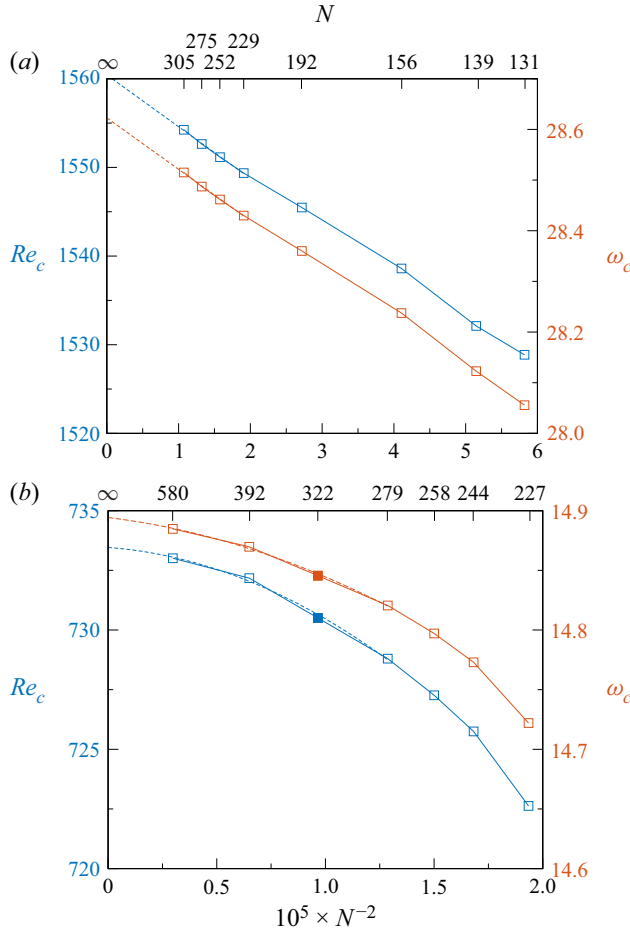 N
275 229
(a) ∞ 305 252 192 156 139 131
1560
28.6
1550
28.4
Re_c 1540 ω_c
28.2
1530
1520 28.0
0 1 2 3 4 5 6
(b) ∞ 580 392 322 279 258 244 227
735 14.9
730 14.8
Re_c ω_c
725 14.7
720 14.6
0 0.5 1.0 1.5 2.0
10^5 × N^{-2}